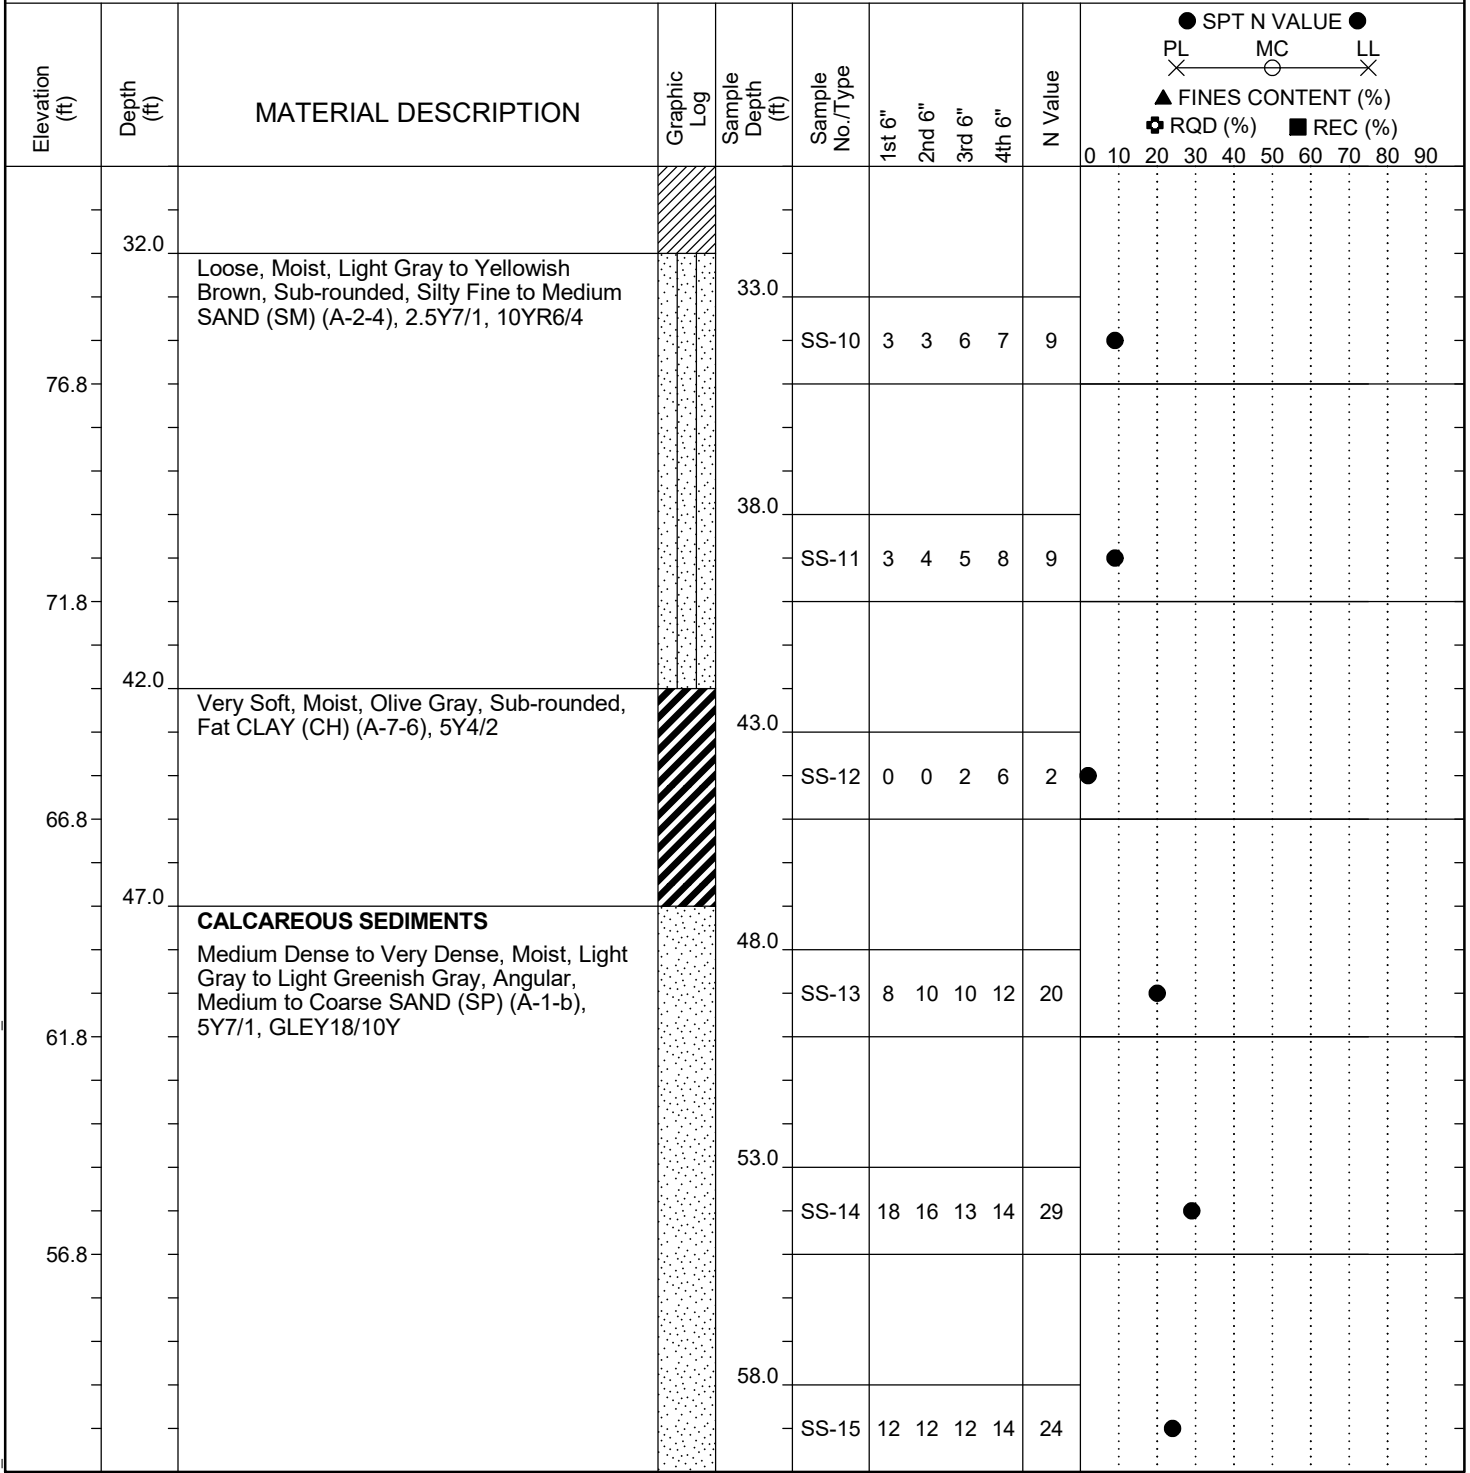 ● SPT N VALUE ●
PL MC LL
▲ FINES CONTENT (%)
RQD (%) ■ REC (%)
Elevation (ft)
Depth (ft)
MATERIAL DESCRIPTION
Graphic Log
Sample Depth (ft)
Sample No./Type
1st 6"
2nd 6"
3rd 6"
4th 6"
N Value
0 10 20 30 40 50 60 70 80 90
32.0
Loose, Moist, Light Gray to Yellowish
Brown, Sub-rounded, Silty Fine to Medium
SAND (SM) (A-2-4), 2.5Y7/1, 10YR6/4
33.0
SS-10 3 3 6 7 9
76.8
38.0
SS-11 3 4 5 8 9
71.8
42.0
Very Soft, Moist, Olive Gray, Sub-rounded,
Fat CLAY (CH) (A-7-6), 5Y4/2
43.0
SS-12 0 0 2 6 2
66.8
47.0
CALCAREOUS SEDIMENTS
Medium Dense to Very Dense, Moist, Light
Gray to Light Greenish Gray, Angular,
Medium to Coarse SAND (SP) (A-1-b),
5Y7/1, GLEY18/10Y
48.0
SS-13 8 10 10 12 20
61.8
53.0
SS-14 18 16 13 14 29
56.8
58.0
SS-15 12 12 12 14 24